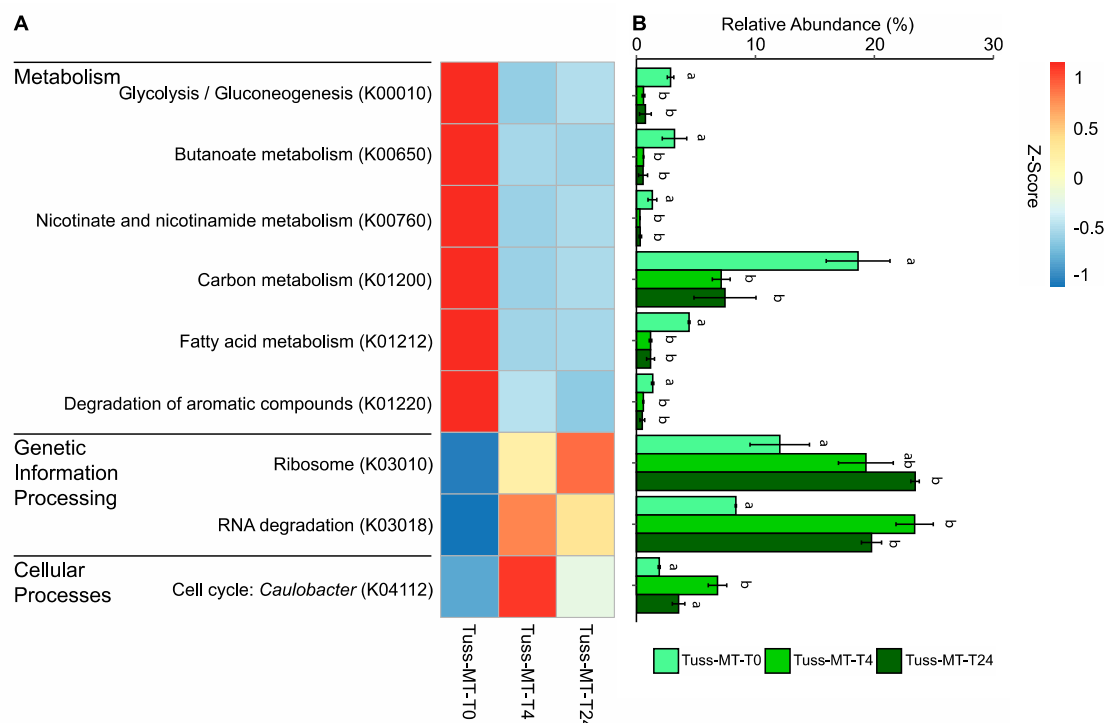 A
B
Relative Abundance (%)
0
10
20
30
Metabolism
Glycolysis / Gluconeogenesis (K00010)
a
b
b
Butanoate metabolism (K00650)
a
b
b
Nicotinate and nicotinamide metabolism (K00760)
a
b
b
Carbon metabolism (K01200)
a
b
b
Fatty acid metabolism (K01212)
a
b
b
Degradation of aromatic compounds (K01220)
a
b
b
Genetic
Information
Processing
Ribosome (K03010)
a
ab
b
RNA degradation (K03018)
a
b
b
Cellular
Processes
Cell cycle: Caulobacter (K04112)
a
b
a
1
0.5
0
-0.5
-1
Z-Score
Tuss-MT-T0
Tuss-MT-T4
Tuss-MT-T24
Tuss-MT-T0
Tuss-MT-T4
Tuss-MT-T24